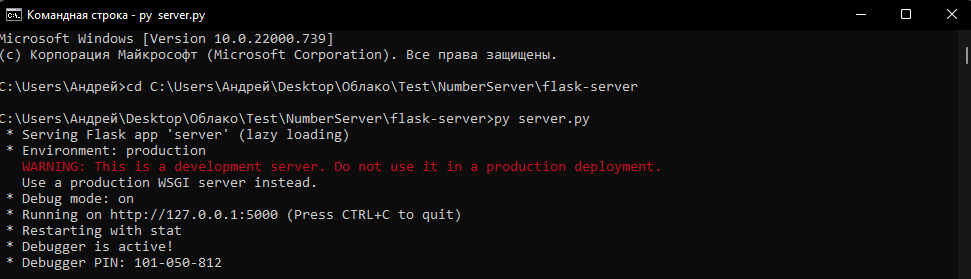 Командная строка - py server.py
Microsoft Windows [Version 10.0.22000.739]
(c) Корпорация Майкрософт (Microsoft Corporation). Все права защищены.
C:\Users\Андрей>cd C:\Users\Андрей\Desktop\Облако\Test\NumberServer\flask-server
C:\Users\Андрей\Desktop\Облако\Test\NumberServer\flask-server>py server.py
* Serving Flask app 'server' (lazy loading)
* Environment: production
WARNING: This is a development server. Do not use it in a production deployment.
Use a production WSGI server instead.
* Debug mode: on
* Running on http://127.0.0.1:5000 (Press CTRL+C to quit)
* Restarting with stat
* Debugger is active!
* Debugger PIN: 101-050-812